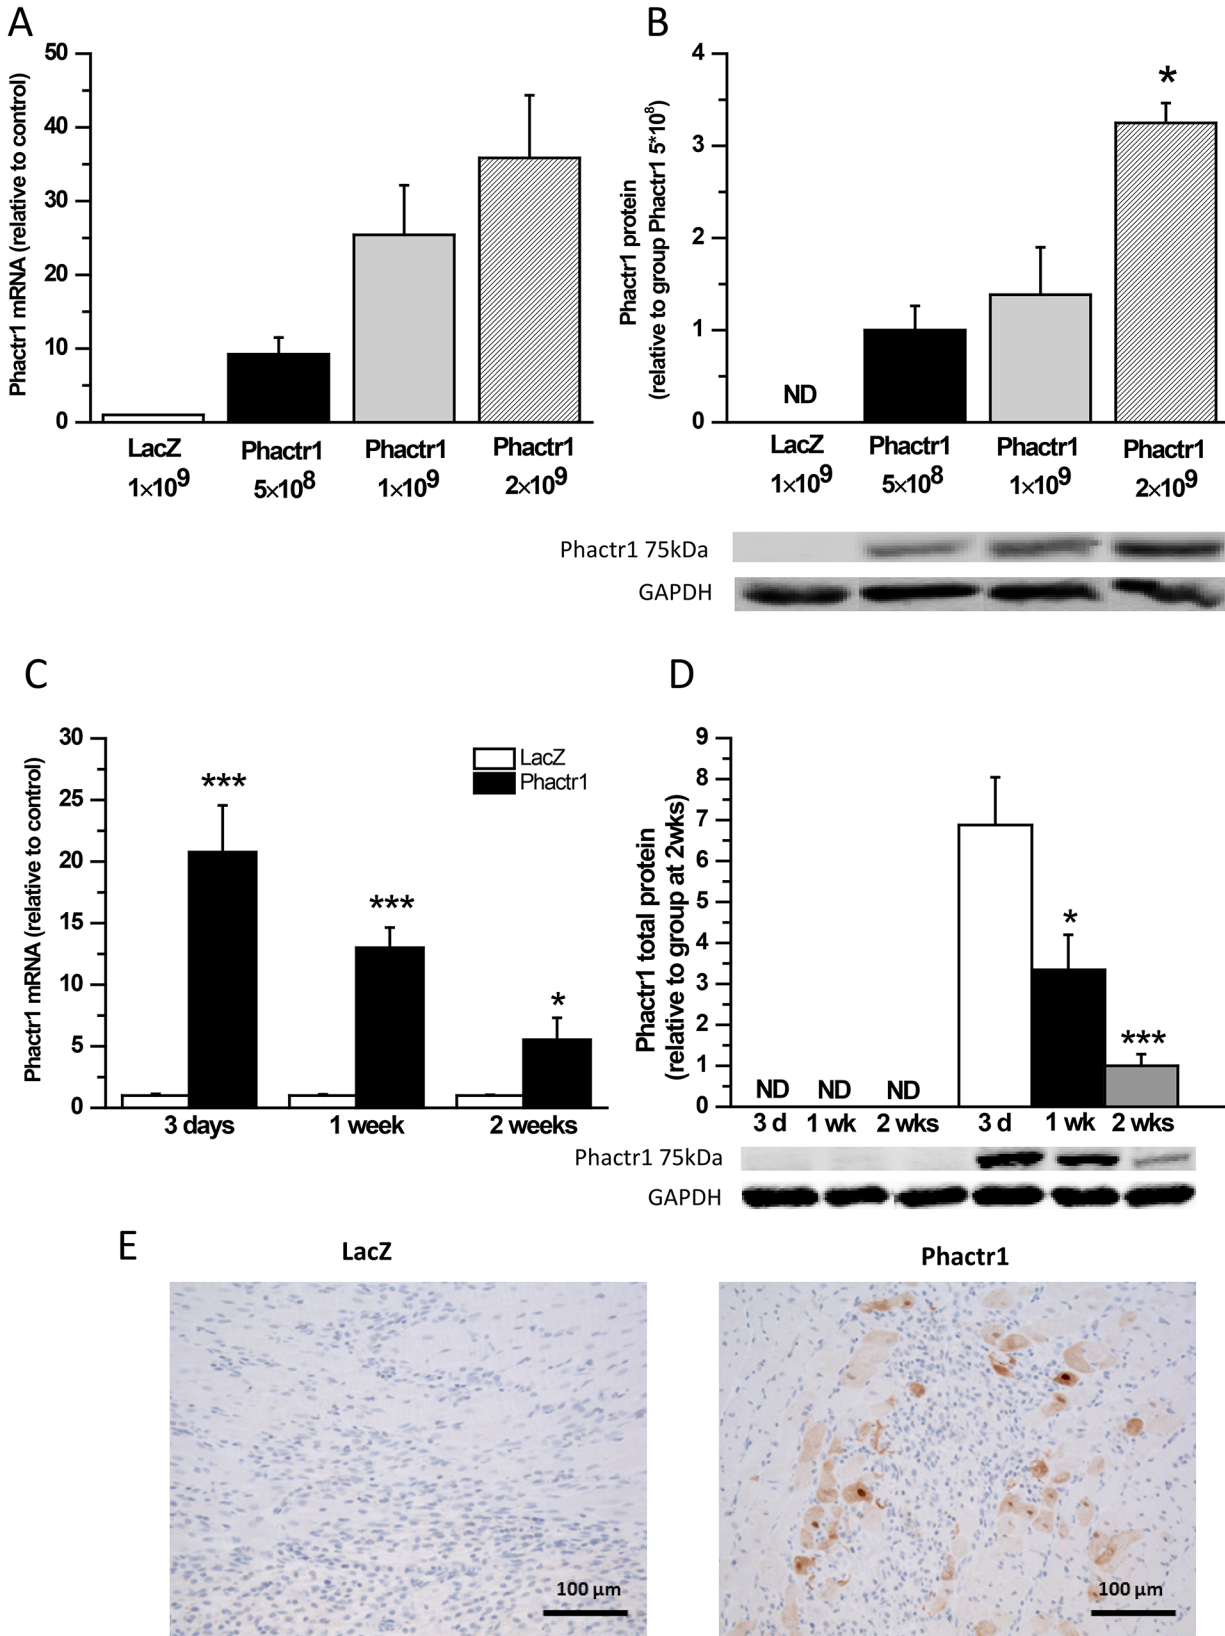 A
Phactr1 mRNA (relative to control)
50
40
30
20
10
0
LacZ
1×10⁹
Phactr1
5×10⁸
Phactr1
1×10⁹
Phactr1
2×10⁹
B
Phactr1 protein
(relative to group Phactr1 5*10⁸)
4
3
2
1
0
ND
*
LacZ
1×10⁹
Phactr1
5×10⁸
Phactr1
1×10⁹
Phactr1
2×10⁹
Phactr1 75kDa
GAPDH
C
Phactr1 mRNA (relative to control)
30
25
20
15
10
5
0
LacZ
Phactr1
***
***
*
3 days
1 week
2 weeks
D
Phactr1 total protein
(relative to group at 2wks)
9
8
7
6
5
4
3
2
1
0
*
***
ND ND ND
3 d 1 wk 2 wks 3 d 1 wk 2 wks
Phactr1 75kDa
GAPDH
E
LacZ
Phactr1
100 µm
100 µm